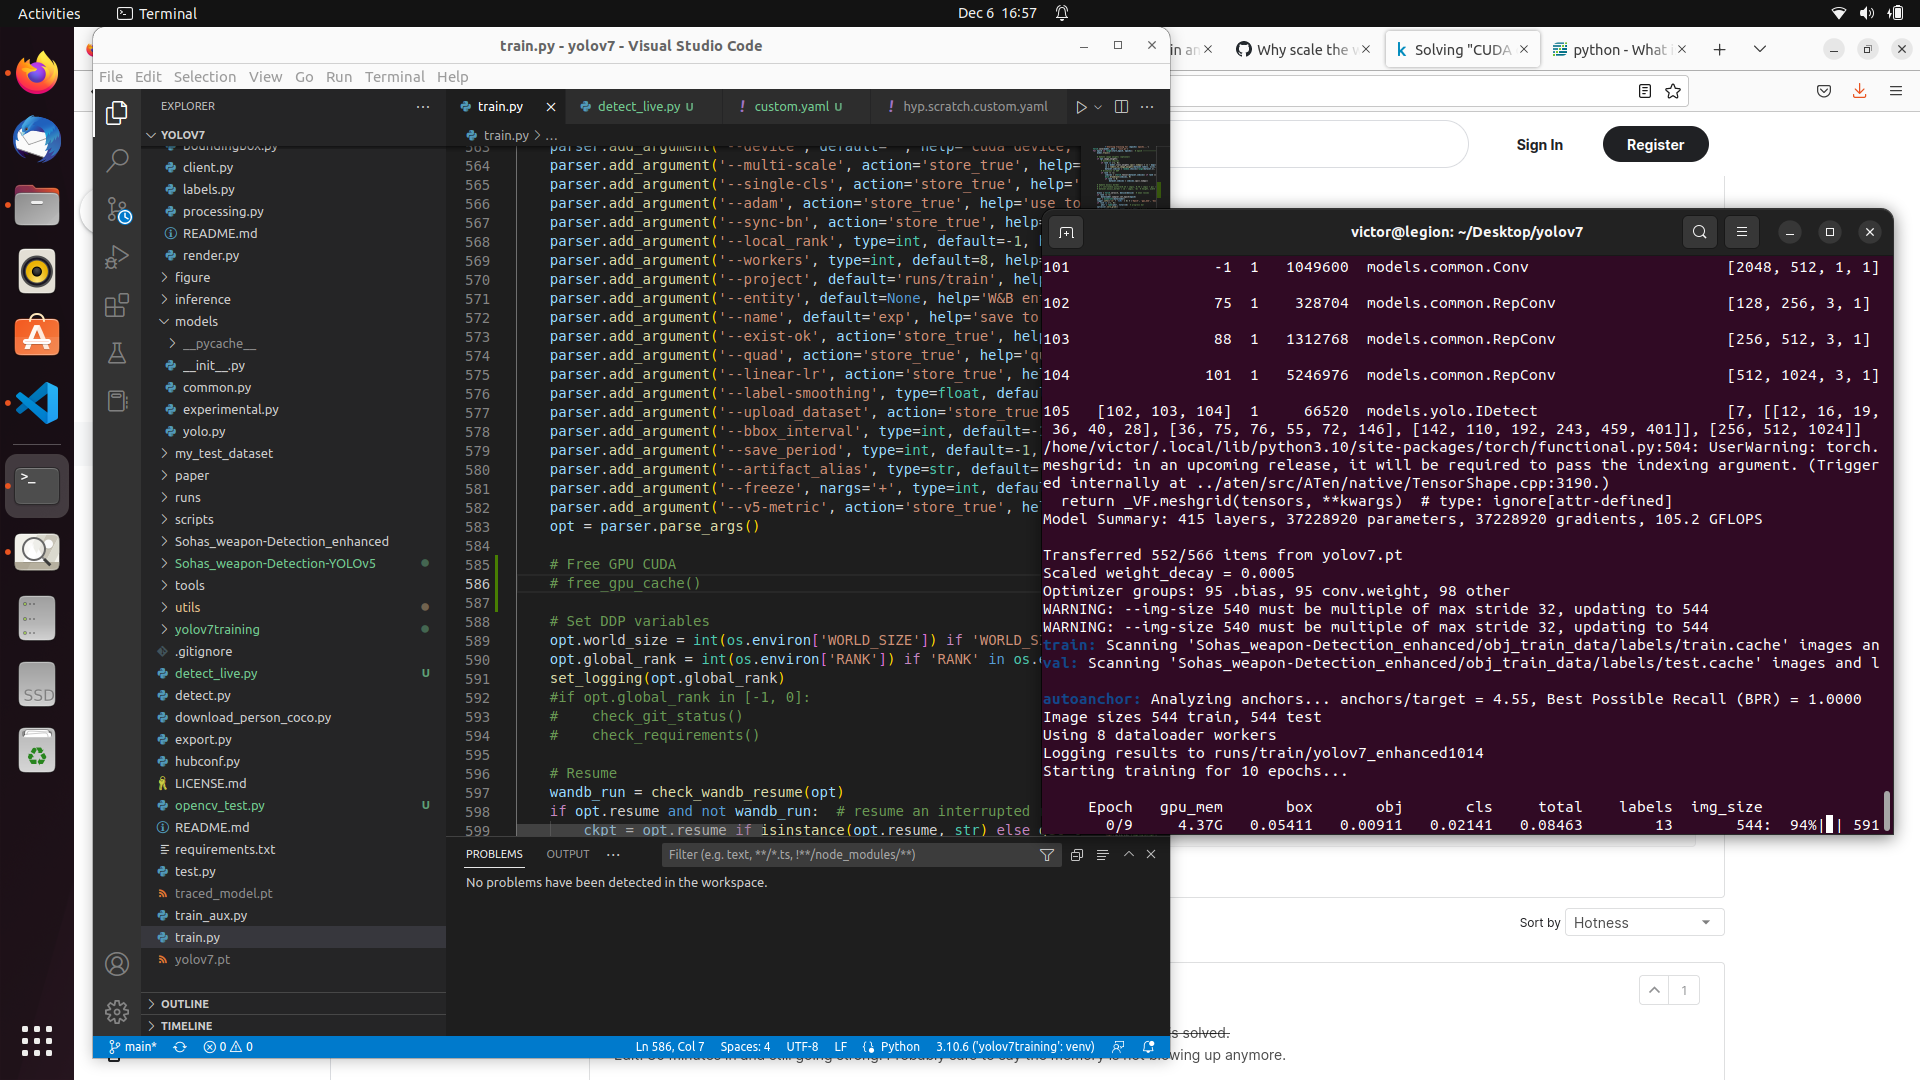 Activities
Terminal
Dec 6 16:57
train.py - yolov7 - Visual Studio Code
File Edit Selection View Go Run Terminal Help
Why scale the
Solving "CUDA
python - What i
Sign In
Register
EXPLORER
YOLOV7
boundingbox.py
client.py
labels.py
processing.py
README.md
render.py
figure
inference
models
__pycache__
__init__.py
common.py
experimental.py
yolo.py
my_test_dataset
paper
runs
scripts
Sohas_weapon-Detection_enhanced
Sohas_weapon-Detection-YOLOv5
tools
utils
yolov7training
.gitignore
detect_live.py U
detect.py
download_person_coco.py
export.py
hubconf.py
LICENSE.md
opencv_test.py U
README.md
requirements.txt
test.py
traced_model.pt
train_aux.py
train.py
yolov7.pt
OUTLINE
TIMELINE
train.py
detect_live.py U
custom.yaml U
hyp.scratch.custom.yaml
train.py > ...
563 parser.add_argument('--device', default='', help='cuda device,
564 parser.add_argument('--multi-scale', action='store_true', help=
565 parser.add_argument('--single-cls', action='store_true', help='
566 parser.add_argument('--adam', action='store_true', help='use to
567 parser.add_argument('--sync-bn', action='store_true', help=
568 parser.add_argument('--local_rank', type=int, default=-1,
569 parser.add_argument('--workers', type=int, default=8, help=
570 parser.add_argument('--project', default='runs/train', help=
571 parser.add_argument('--entity', default=None, help='W&B en
572 parser.add_argument('--name', default='exp', help='save to
573 parser.add_argument('--exist-ok', action='store_true', help
574 parser.add_argument('--quad', action='store_true', help='q
575 parser.add_argument('--linear-lr', action='store_true', hel
576 parser.add_argument('--label-smoothing', type=float, defau
577 parser.add_argument('--upload_dataset', action='store_true
578 parser.add_argument('--bbox_interval', type=int, default=-
579 parser.add_argument('--save_period', type=int, default=-1,
580 parser.add_argument('--artifact_alias', type=str, default=
581 parser.add_argument('--freeze', nargs='+', type=int, defau
582 parser.add_argument('--v5-metric', action='store_true', he
583 opt = parser.parse_args()
584
585 # Free GPU CUDA
586 # free_gpu_cache()
587
588 # Set DDP variables
589 opt.world_size = int(os.environ['WORLD_SIZE']) if 'WORLD_S
590 opt.global_rank = int(os.environ['RANK']) if 'RANK' in os.
591 set_logging(opt.global_rank)
592 #if opt.global_rank in [-1, 0]:
593 # check_git_status()
594 # check_requirements()
595
596 # Resume
597 wandb_run = check_wandb_resume(opt)
598 if opt.resume and not wandb_run: # resume an interrupted
599 ckpt = opt.resume if isinstance(opt.resume, str) else
PROBLEMS OUTPUT ...
Filter (e.g. text, **/*.ts, !**/node_modules/**)
No problems have been detected in the workspace.
main* 0 0
Ln 586, Col 7 Spaces: 4 UTF-8 LF Python 3.10.6 ('yolov7training': venv)
victor@legion: ~/Desktop/yolov7
101 -1 1 1049600 models.common.Conv [2048, 512, 1, 1]
102 75 1 328704 models.common.RepConv [128, 256, 3, 1]
103 88 1 1312768 models.common.RepConv [256, 512, 3, 1]
104 101 1 5246976 models.common.RepConv [512, 1024, 3, 1]
105 [102, 103, 104] 1 66520 models.yolo.IDetect [7, [[12, 16, 19,
36, 40, 28], [36, 75, 76, 55, 72, 146], [142, 110, 192, 243, 459, 401]], [256, 512, 1024]]
/home/victor/.local/lib/python3.10/site-packages/torch/functional.py:504: UserWarning: torch.
meshgrid: in an upcoming release, it will be required to pass the indexing argument. (Trigger
ed internally at ../aten/src/ATen/native/TensorShape.cpp:3190.)
return _VF.meshgrid(tensors, **kwargs) # type: ignore[attr-defined]
Model Summary: 415 layers, 37228920 parameters, 37228920 gradients, 105.2 GFLOPS
Transferred 552/566 items from yolov7.pt
Scaled weight_decay = 0.0005
Optimizer groups: 95 .bias, 95 conv.weight, 98 other
WARNING: --img-size 540 must be multiple of max stride 32, updating to 544
WARNING: --img-size 540 must be multiple of max stride 32, updating to 544
train: Scanning 'Sohas_weapon-Detection_enhanced/obj_train_data/labels/train.cache' images an
val: Scanning 'Sohas_weapon-Detection_enhanced/obj_train_data/labels/test.cache' images and l
autoanchor: Analyzing anchors... anchors/target = 4.55, Best Possible Recall (BPR) = 1.0000
Image sizes 544 train, 544 test
Using 8 dataloader workers
Logging results to runs/train/yolov7_enhanced1014
Starting training for 10 epochs...
Epoch gpu_mem box obj cls total labels img_size
0/9 4.37G 0.05411 0.00911 0.02141 0.08463 13 544: 94%| | 591
Sort by
Hotness
1
s solved.
SSD